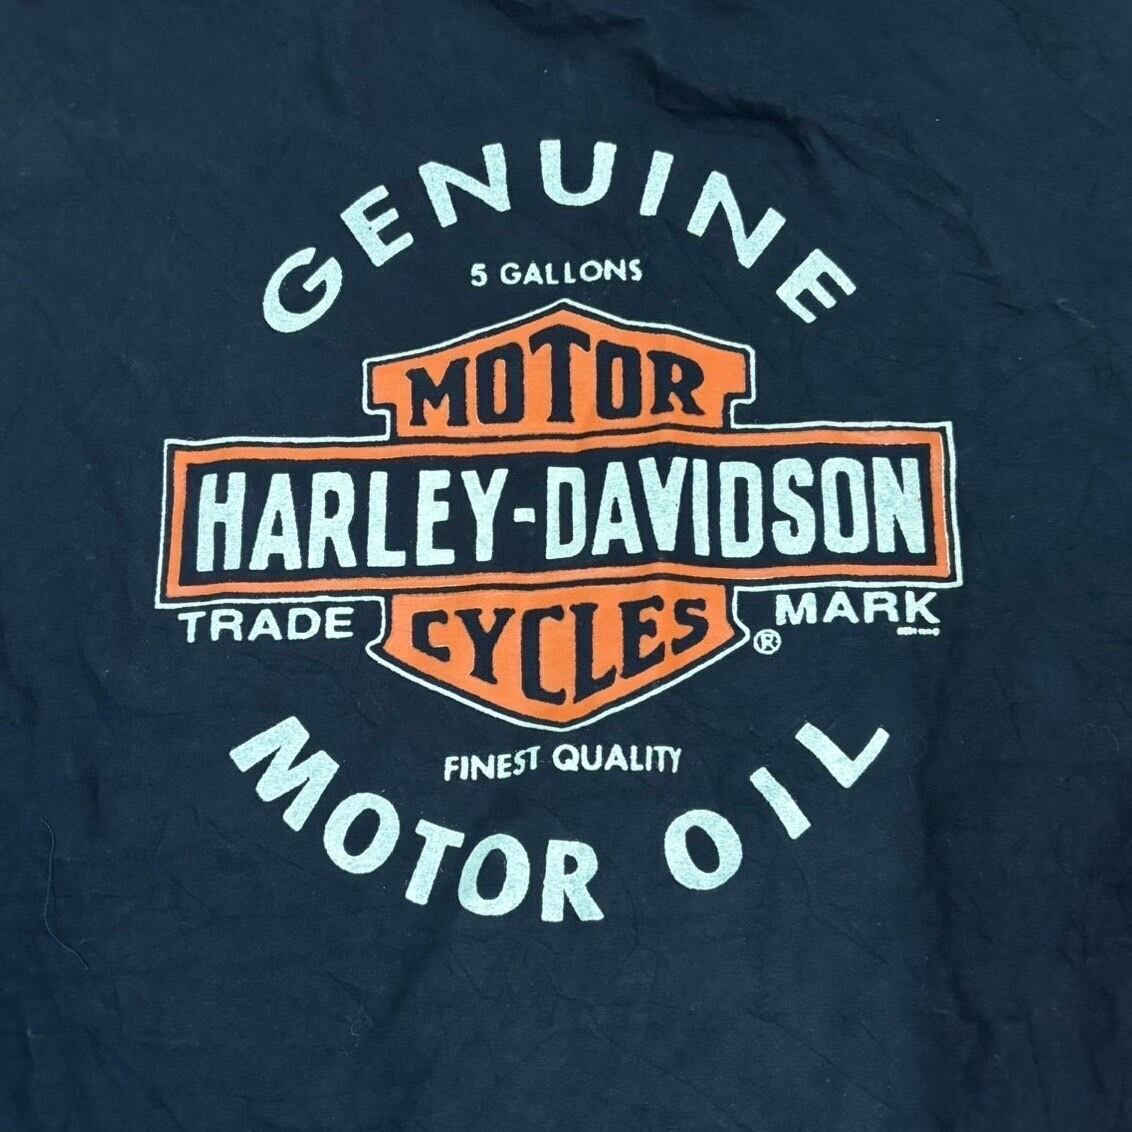 GENUINE
5 GALLONS
MOTOR
HARLEY-DAVIDSON
CYCLES
TRADE MARK
®
FINEST QUALITY
MOTOR OIL